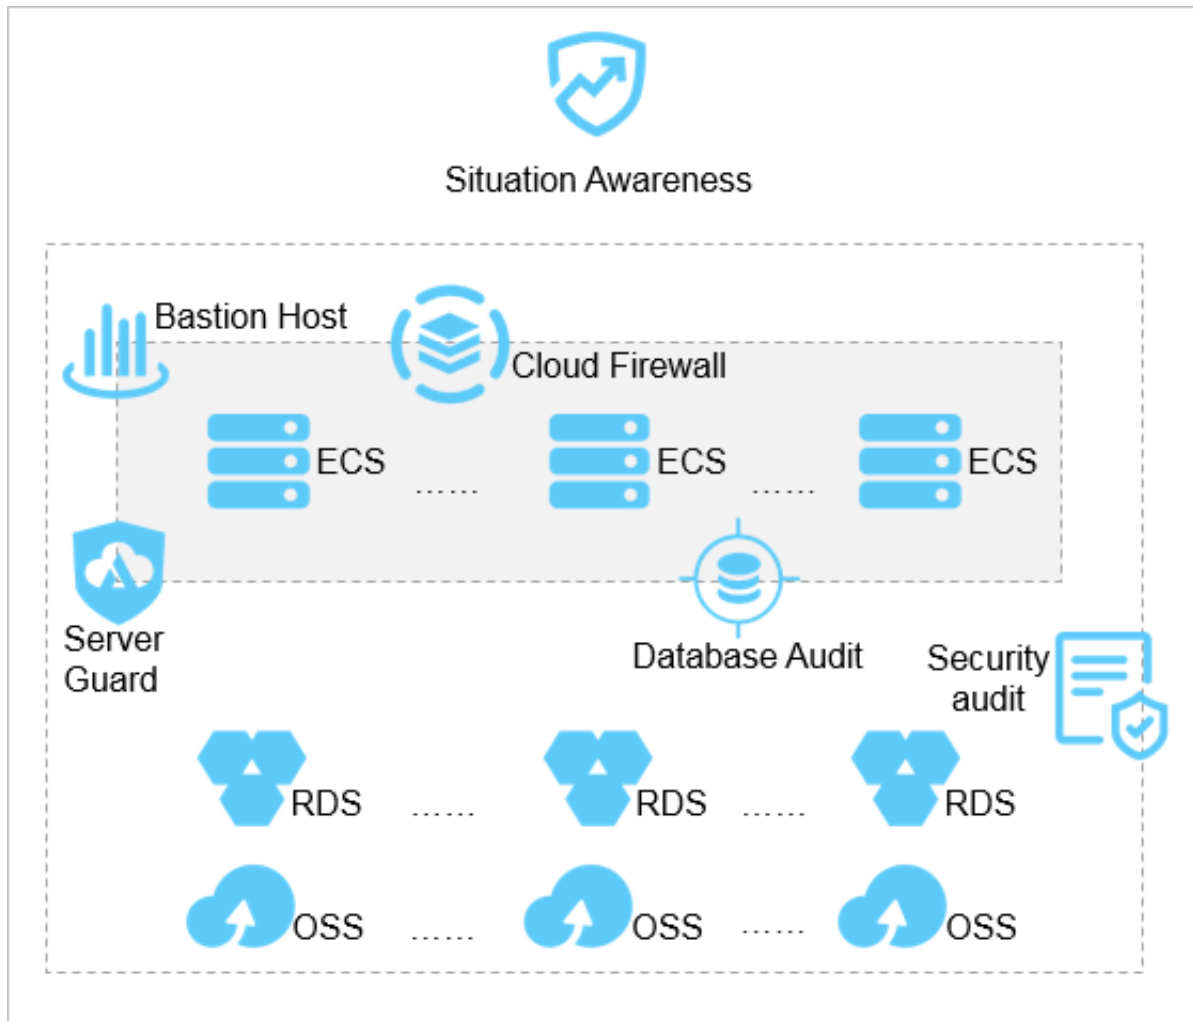 Situation Awareness
Bastion Host
Cloud Firewall
ECS
......
ECS
......
ECS
Server
Guard
Database Audit
Security
audit
RDS
......
RDS
......
RDS
OSS
......
OSS
......
OSS